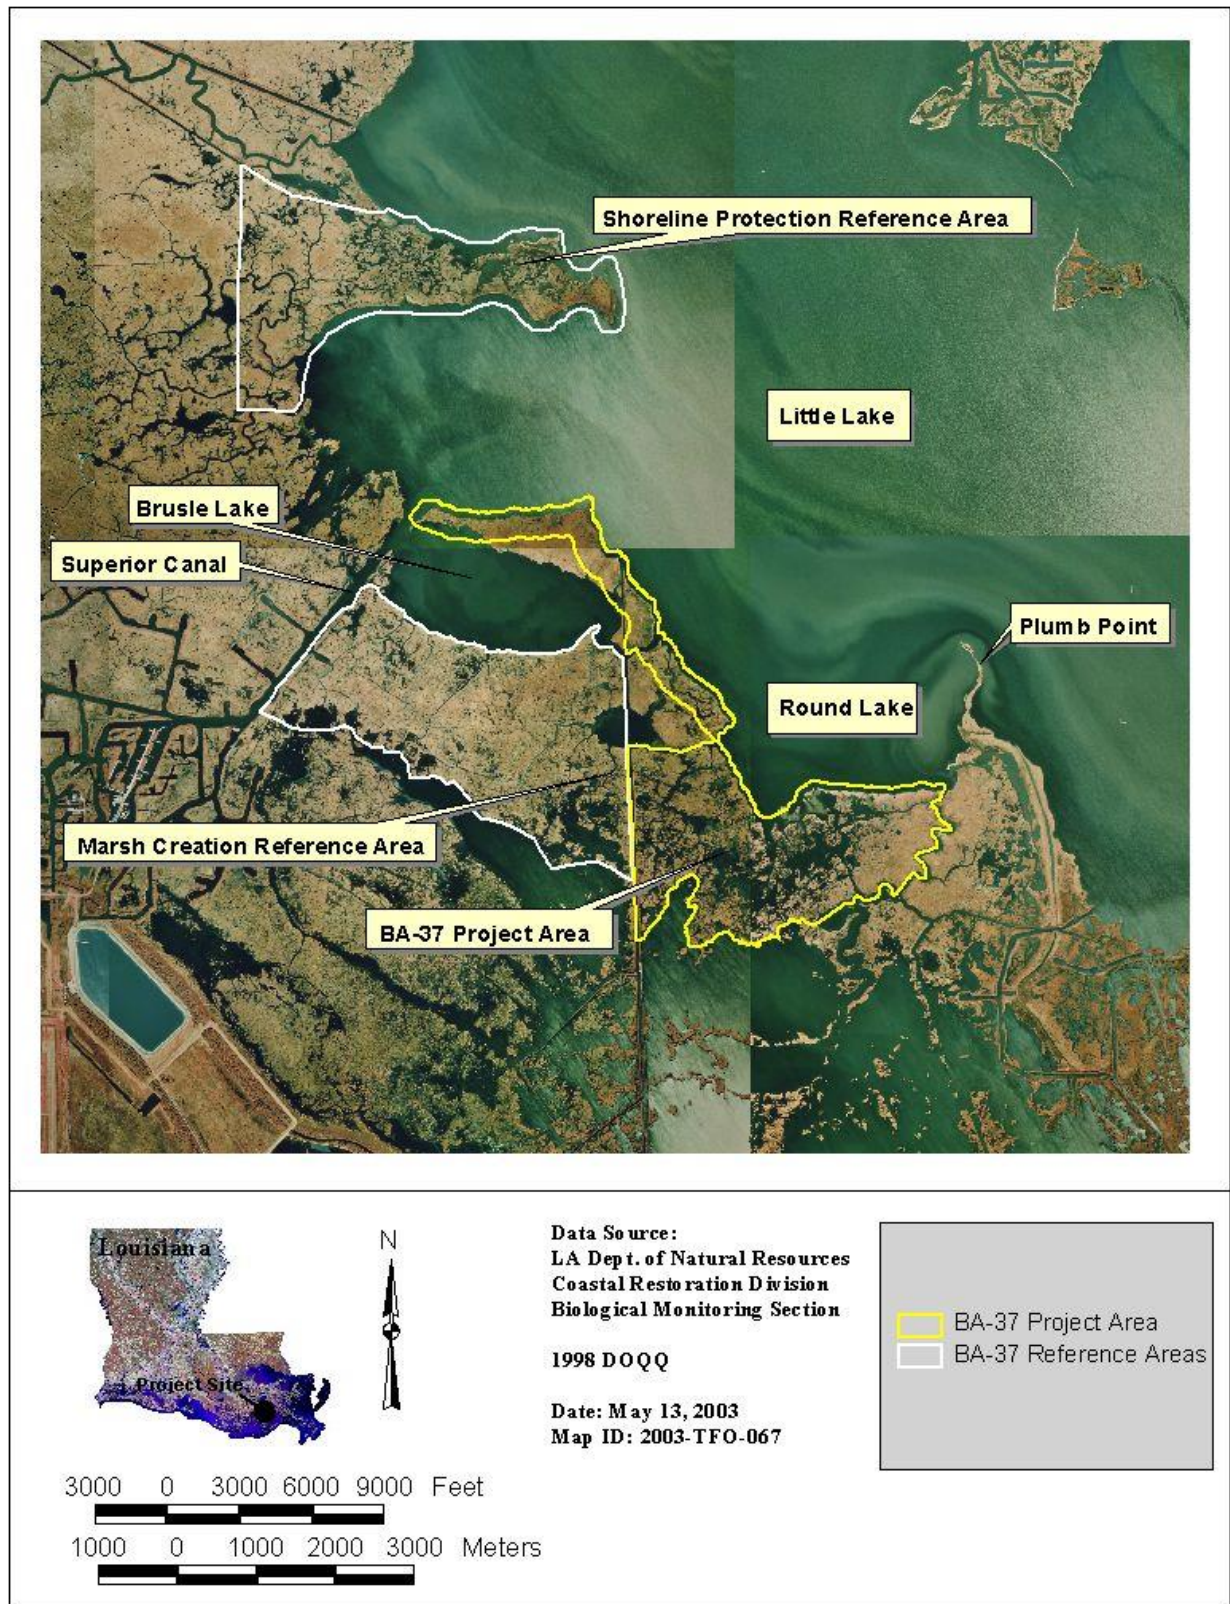 Shoreline Protection Reference Area
Little Lake
Brusle Lake
Superior Canal
Plumb Point
Round Lake
Marsh Creation Reference Area
BA-37 Project Area
Louisiana
Project Site
N
Data Source:
LA Dept. of Natural Resources
Coastal Restoration Division
Biological Monitoring Section
1998 DOQQ
Date: May 13, 2003
Map ID: 2003-TFO-067
BA-37 Project Area
BA-37 Reference Areas
3000 0 3000 6000 9000 Feet
1000 0 1000 2000 3000 Meters